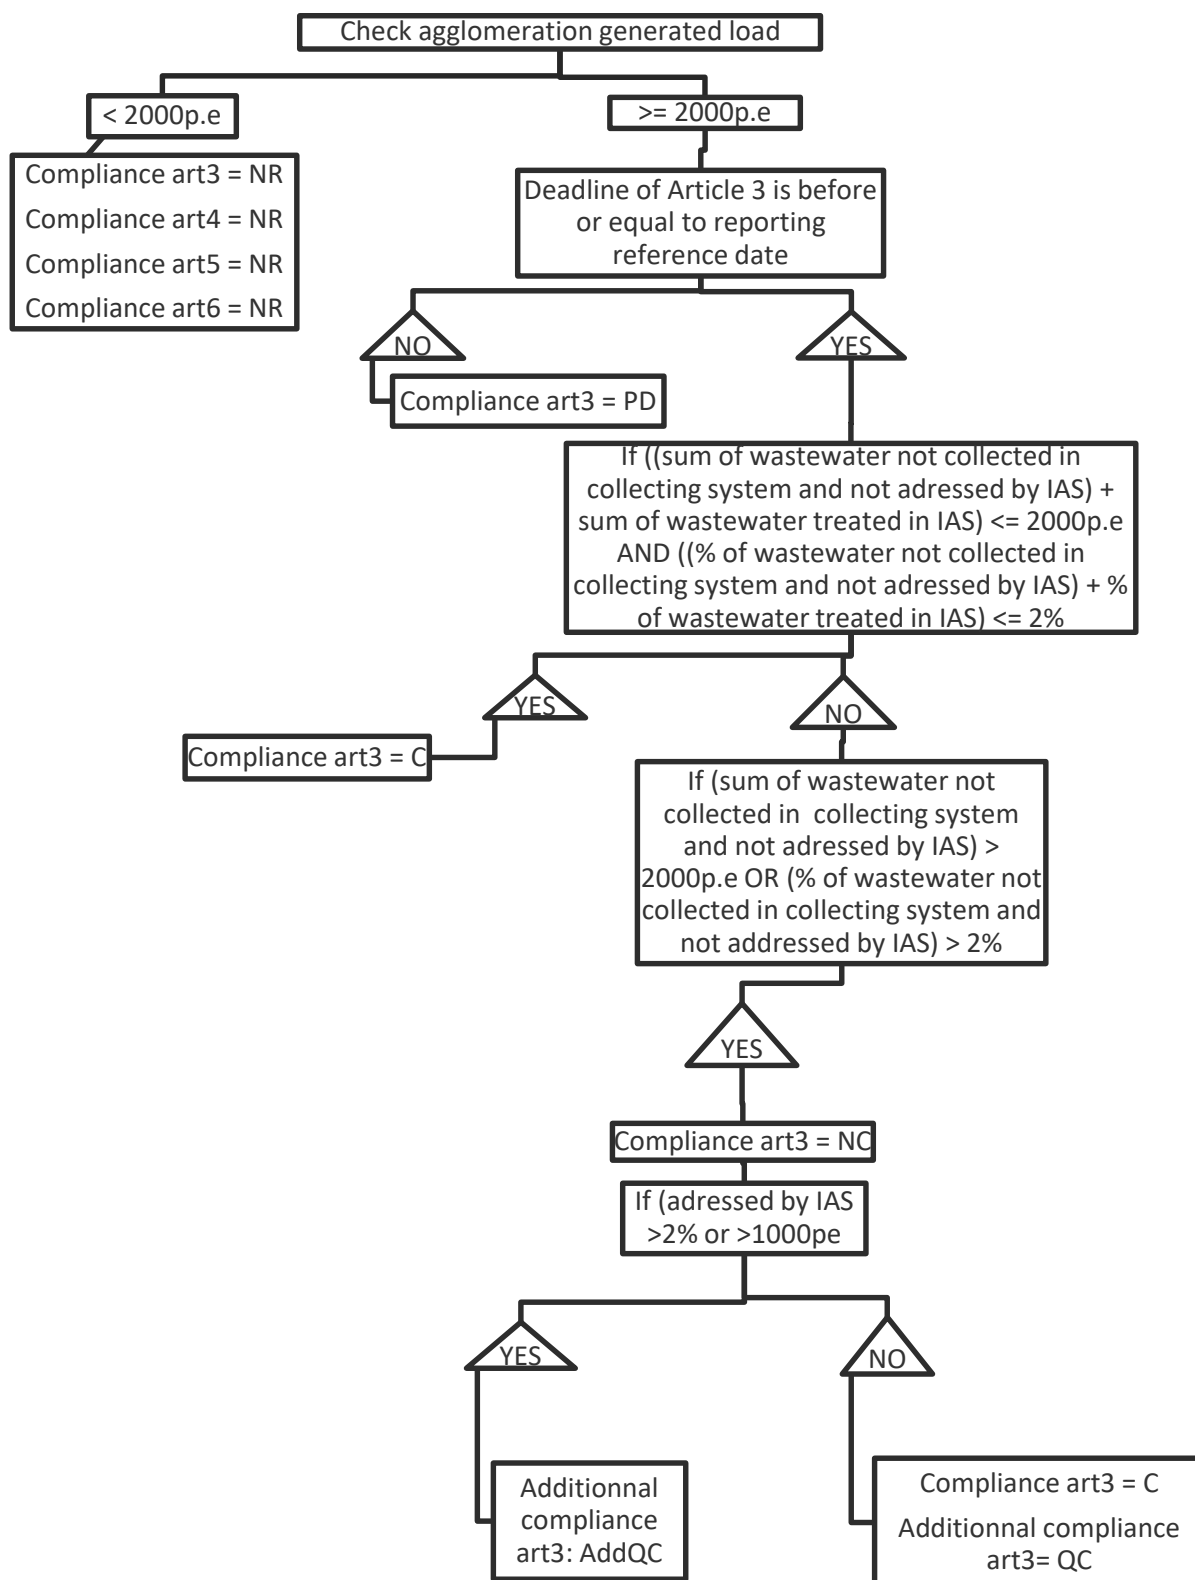 Check agglomeration generated load
< 2000p.e
>= 2000p.e
Compliance art3 = NR
Compliance art4 = NR
Compliance art5 = NR
Compliance art6 = NR
Deadline of Article 3 is before
or equal to reporting
reference date
NO
YES
Compliance art3 = PD
If ((sum of wastewater not collected in
collecting system and not adressed by IAS) +
sum of wastewater treated in IAS) <= 2000p.e
AND ((% of wastewater not collected in
collecting system and not adressed by IAS) + %
of wastewater treated in IAS) <= 2%
YES
NO
Compliance art3 = C
If (sum of wastewater not
collected in  collecting system
and not adressed by IAS) >
2000p.e OR (% of wastewater not
collected in collecting system and
not addressed by IAS) > 2%
YES
Compliance art3 = NC
If (adressed by IAS
>2% or >1000pe
YES
NO
Additionnal
compliance
art3: AddQC
Compliance art3 = C
Additionnal compliance
art3= QC